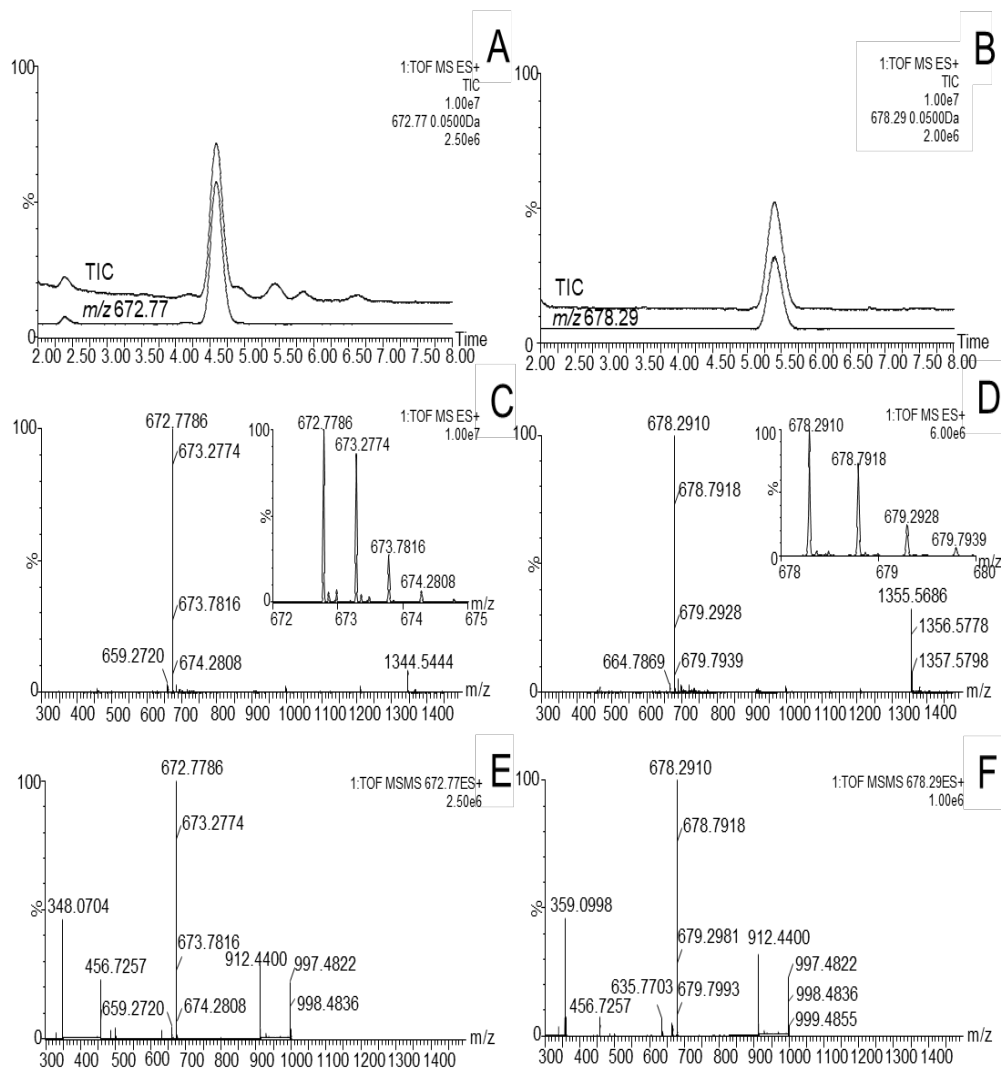 A
1:TOF MS ES+
TIC
1.00e7
672.77 0.0500Da
2.50e6
100
%
TIC
m/z 672.77
0
Time
2.00 2.50 3.00 3.50 4.00 4.50 5.00 5.50 6.00 6.50 7.00 7.50 8.00
B
1:TOF MS ES+
TIC
1.00e7
678.29 0.0500Da
2.00e6
100
%
TIC
m/z 678.29
0
Time
2.00 2.50 3.00 3.50 4.00 4.50 5.00 5.50 6.00 6.50 7.00 7.50 8.00
C
1:TOF MS ES+
1.00e7
100
672.7786
673.2774
%
673.7816
659.2720
674.2808
1344.5444
0
m/z
300 400 500 600 700 800 900 1000 1100 1200 1300 1400
100
672.7786
673.2774
%
673.7816
674.2808
0
m/z
672 673 674 675
D
1:TOF MS ES+
6.00e6
100
678.2910
678.7918
%
679.2928
664.7869
679.7939
1355.5686
1356.5778
1357.5798
0
m/z
300 400 500 600 700 800 900 1000 1100 1200 1300 1400
100
678.2910
678.7918
%
679.2928
679.7939
0
m/z
678 679 680
E
1:TOF MSMS 672.77ES+
2.50e6
100
672.7786
673.2774
%
348.0704
673.7816
456.7257
912.4400
997.4822
659.2720
674.2808
998.4836
0
m/z
300 400 500 600 700 800 900 1000 1100 1200 1300 1400
F
1:TOF MSMS 678.29ES+
1.00e6
100
678.2910
678.7918
%
359.0998
679.2981
912.4400
635.7703
997.4822
456.7257
679.7993
998.4836
999.4855
0
m/z
300 400 500 600 700 800 900 1000 1100 1200 1300 1400